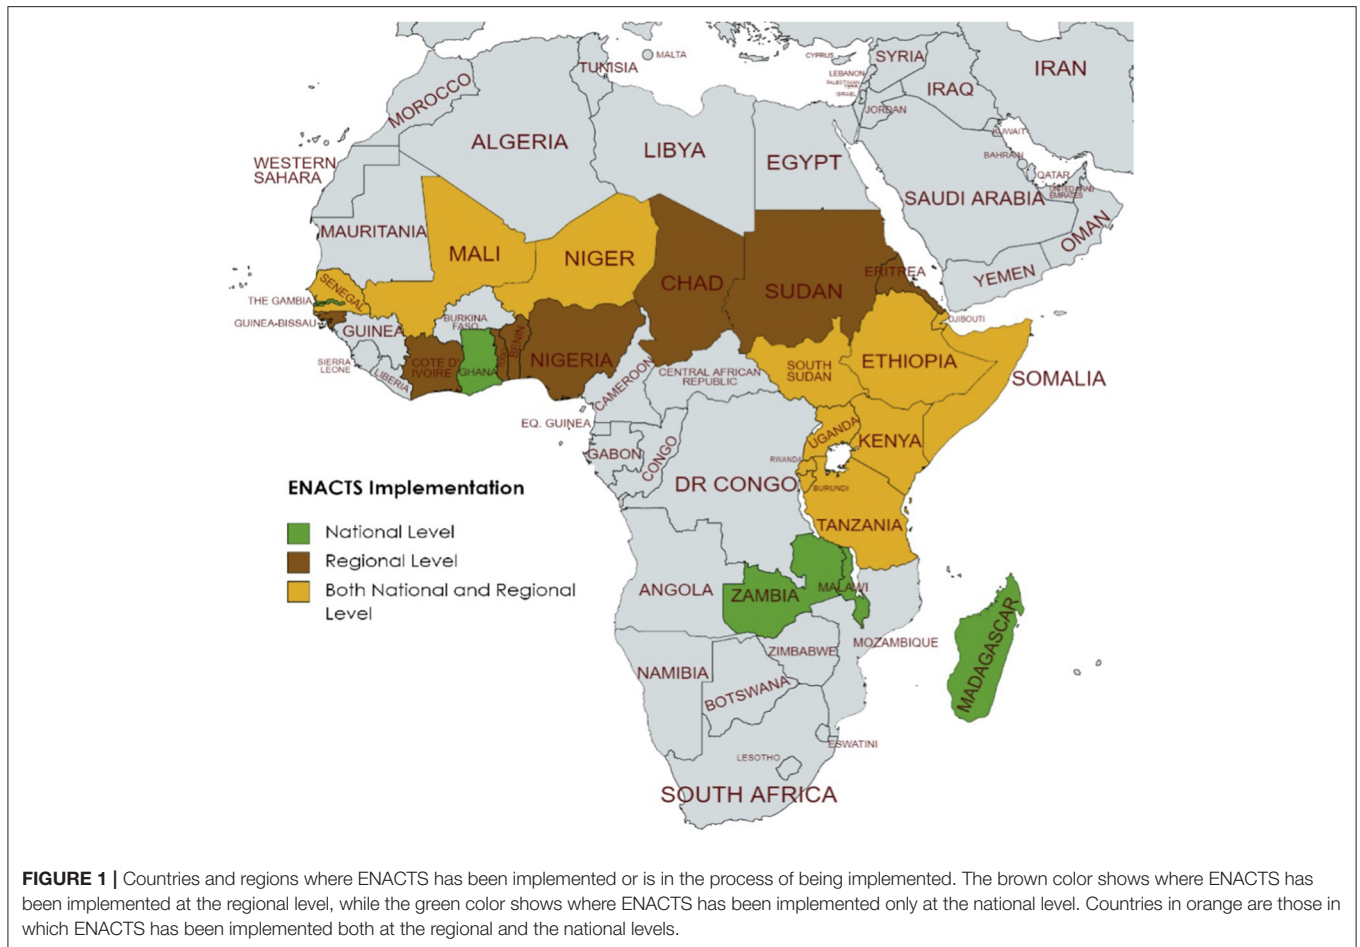 MALTA
TUNISIA
CYPRUS
SYRIA
LEBANON
PALESTINIAN
TERR.
ISRAEL
IRAQ
IRAN
MOROCCO
JORDAN
ALGERIA
LIBYA
EGYPT
KUWAIT
BAHRAIN
QATAR
UNITED ARAB
EMIRATES
WESTERN
SAHARA
SAUDI ARABIA
OMAN
MAURITANIA
MALI
NIGER
CHAD
SUDAN
ERITREA
YEMEN
SENEGAL
THE GAMBIA
GUINEA-BISSAU
GUINEA
BURKINA
FASO
DJIBOUTI
SIERRA
LEONE
LIBERIA
COTE D'
IVOIRE
GHANA
TOGO
BENIN
NIGERIA
CAMEROON
CENTRAL AFRICAN
REPUBLIC
SOUTH
SUDAN
ETHIOPIA
SOMALIA
EQ. GUINEA
GABON
CONGO
UGANDA
KENYA
RWANDA
DR CONGO
BURUNDI
TANZANIA
ENACTS Implementation
National Level
Regional Level
Both National and Regional
Level
ANGOLA
ZAMBIA
MALAWI
MOZAMBIQUE
MADAGASCAR
ZIMBABWE
NAMIBIA
BOTSWANA
ESWATINI
LESOTHO
SOUTH AFRICA
FIGURE 1 | Countries and regions where ENACTS has been implemented or is in the process of being implemented. The brown color shows where ENACTS has
been implemented at the regional level, while the green color shows where ENACTS has been implemented only at the national level. Countries in orange are those in
which ENACTS has been implemented both at the regional and the national levels.